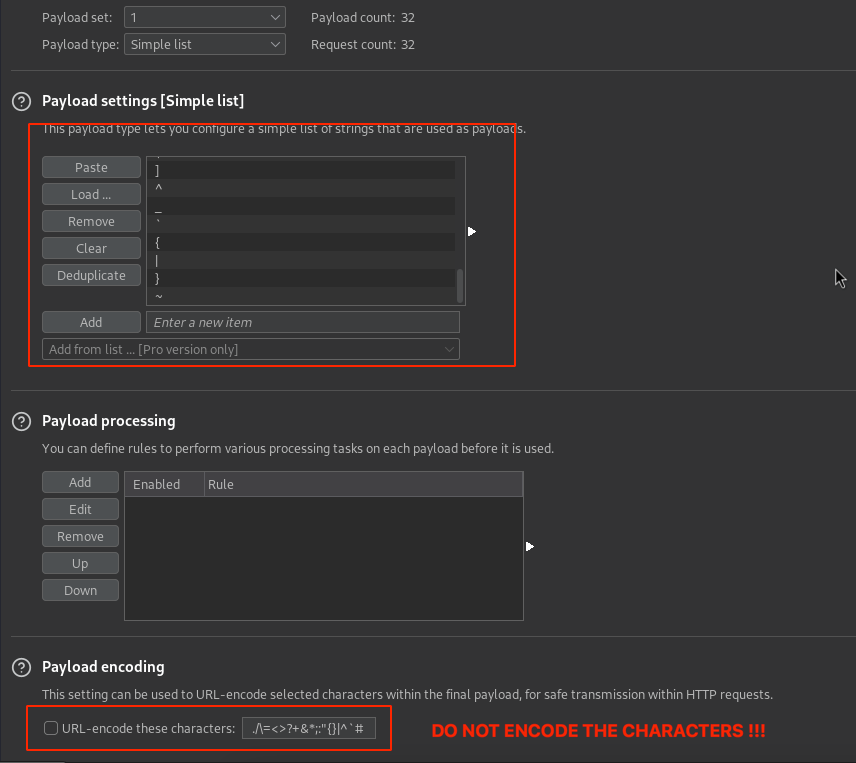 Payload set: 1 Payload count: 32
Payload type: Simple list Request count: 32
? Payload settings [Simple list]
This payload type lets you configure a simple list of strings that are used as payloads.
Paste
Load ...
Remove
Clear
Deduplicate
]
^
_
`
{
|
}
~
Add Enter a new item
Add from list ... [Pro version only]
? Payload processing
You can define rules to perform various processing tasks on each payload before it is used.
Add
Edit
Remove
Up
Down
Enabled Rule
? Payload encoding
This setting can be used to URL-encode selected characters within the final payload, for safe transmission within HTTP requests.
URL-encode these characters: ./\=<>?+&*;:"{}|^`# DO NOT ENCODE THE CHARACTERS !!!